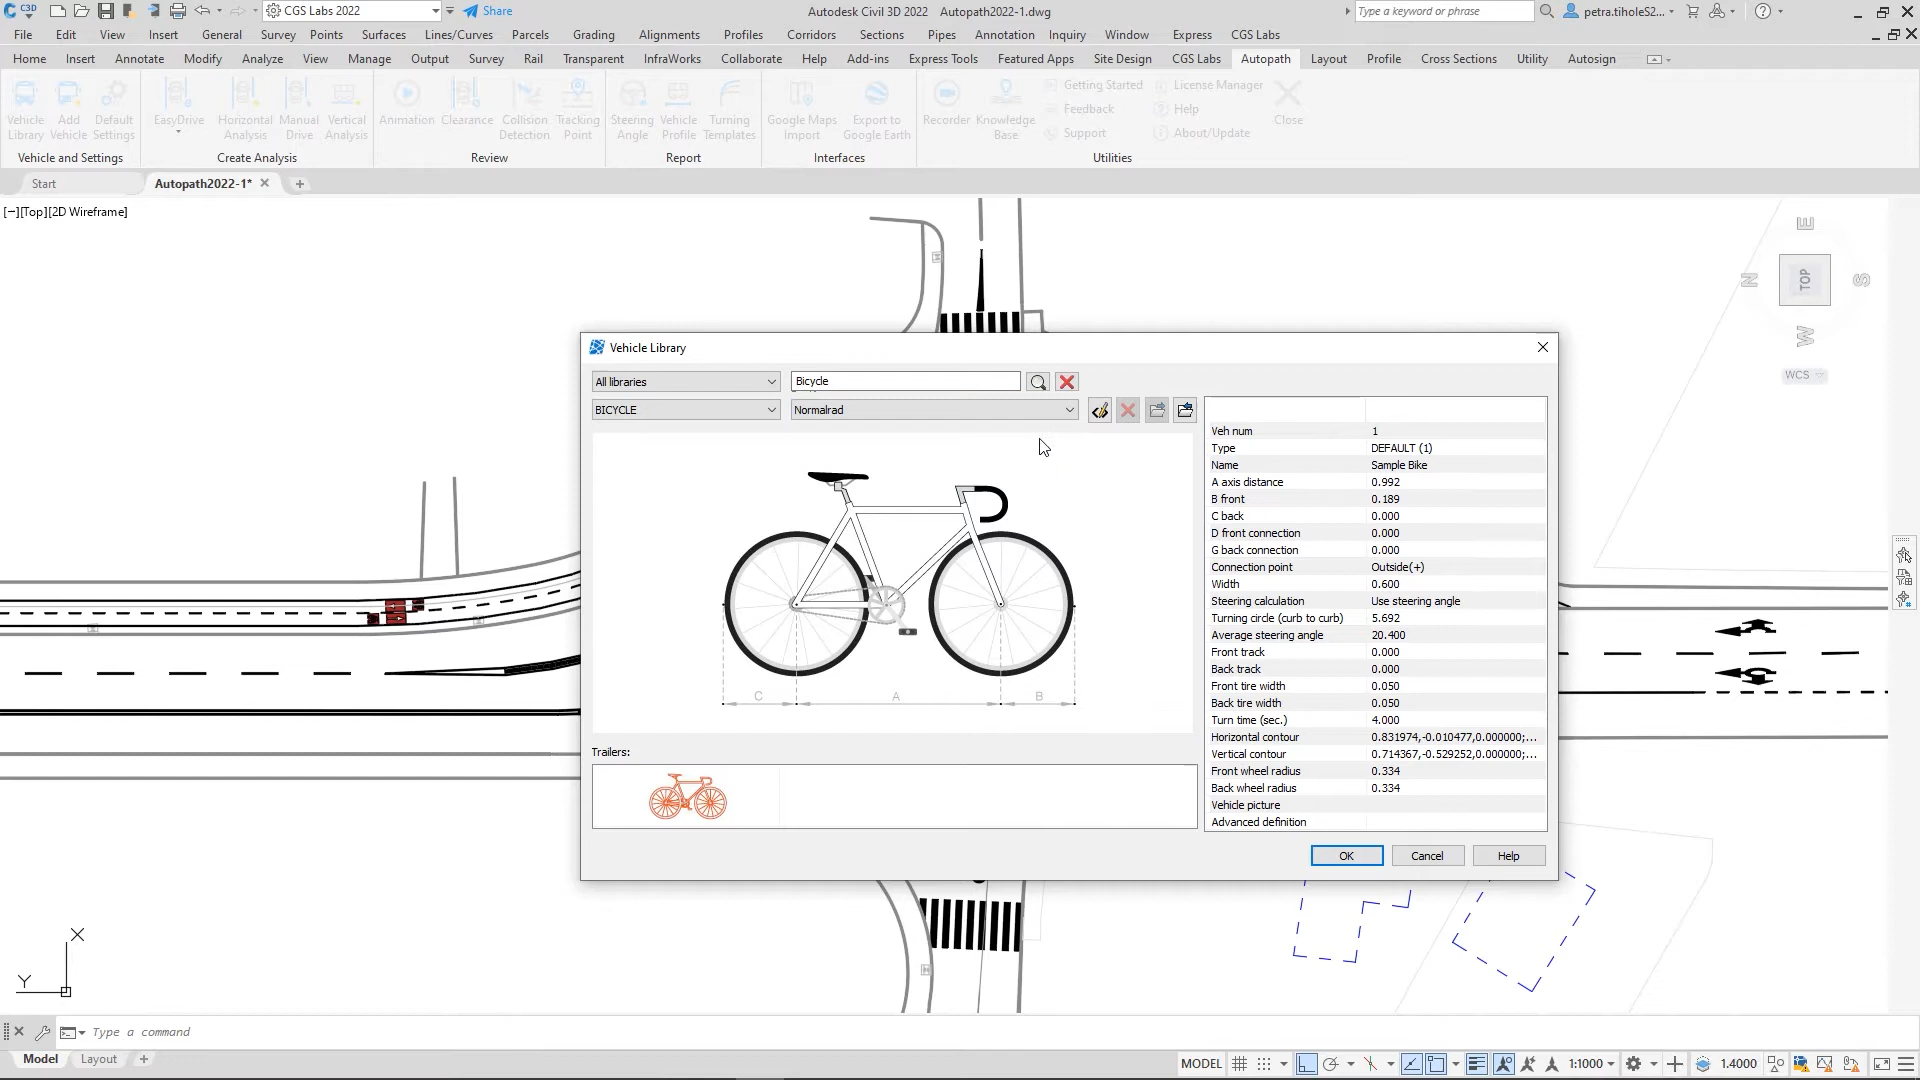 C 3D CGS Labs 2022 Share Autodesk Civil 3D 2022 Autopath2022-1.dwg Type a keyword or phrase petra.tiholeS2...
File Edit View Insert General Survey Points Surfaces Lines/Curves Parcels Grading Alignments Profiles Corridors Sections Pipes Annotation Inquiry Window Express CGS Labs
Home Insert Annotate Modify Analyze View Manage Output Survey Rail Transparent InfraWorks Collaborate Help Add-ins Express Tools Featured Apps Site Design CGS Labs Autopath Layout Profile Cross Sections Utility Autosign
Getting Started License Manager
Feedback Help
Vehicle Library Add Vehicle Default Settings EasyDrive Horizontal Analysis Manual Drive Vertical Analysis Animation Clearance Collision Detection Tracking Point Steering Angle Vehicle Profile Turning Templates Google Maps Import Export to Google Earth Recorder Knowledge Base Close
Support About/Update
Vehicle and Settings Create Analysis Review Report Interfaces Utilities
Start Autopath2022-1*
[−][Top][2D Wireframe]
E
N TOP S
W
WCS
Vehicle Library
All libraries Bicycle
BICYCLE Normalrad
Veh num 1
Type DEFAULT (1)
Name Sample Bike
A axis distance 0.992
B front 0.189
C back 0.000
D front connection 0.000
G back connection 0.000
Connection point Outside(+)
Width 0.600
Steering calculation Use steering angle
Turning circle (curb to curb) 5.692
Average steering angle 20.400
Front track 0.000
Back track 0.000
Front tire width 0.050
Back tire width 0.050
Turn time (sec.) 4.000
Horizontal contour 0.831974,-0.010477,0.000000;...
Vertical contour 0.714367,-0.529252,0.000000;...
Front wheel radius 0.334
Back wheel radius 0.334
Vehicle picture
Advanced definition
C A B
Trailers:
OK Cancel Help
X
Y
Type a command
Model Layout
MODEL 1:1000 1.4000